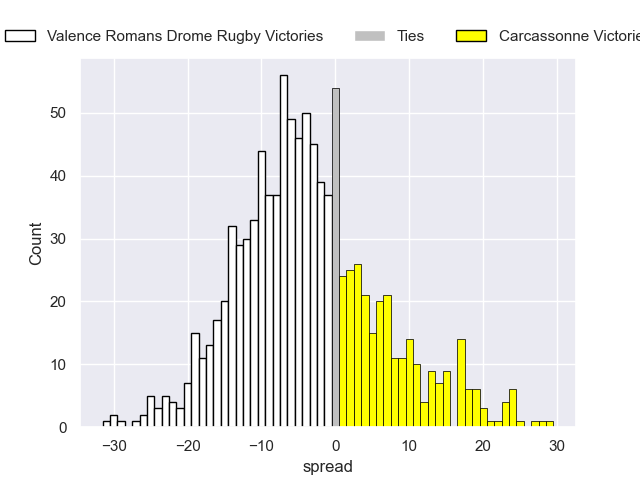 Valence Romans Drome Rugby Victories Ties Carcassonne Victorie
50
40
30
20
10
0
Count
−30 −20 −10 0 10 20 30
spread